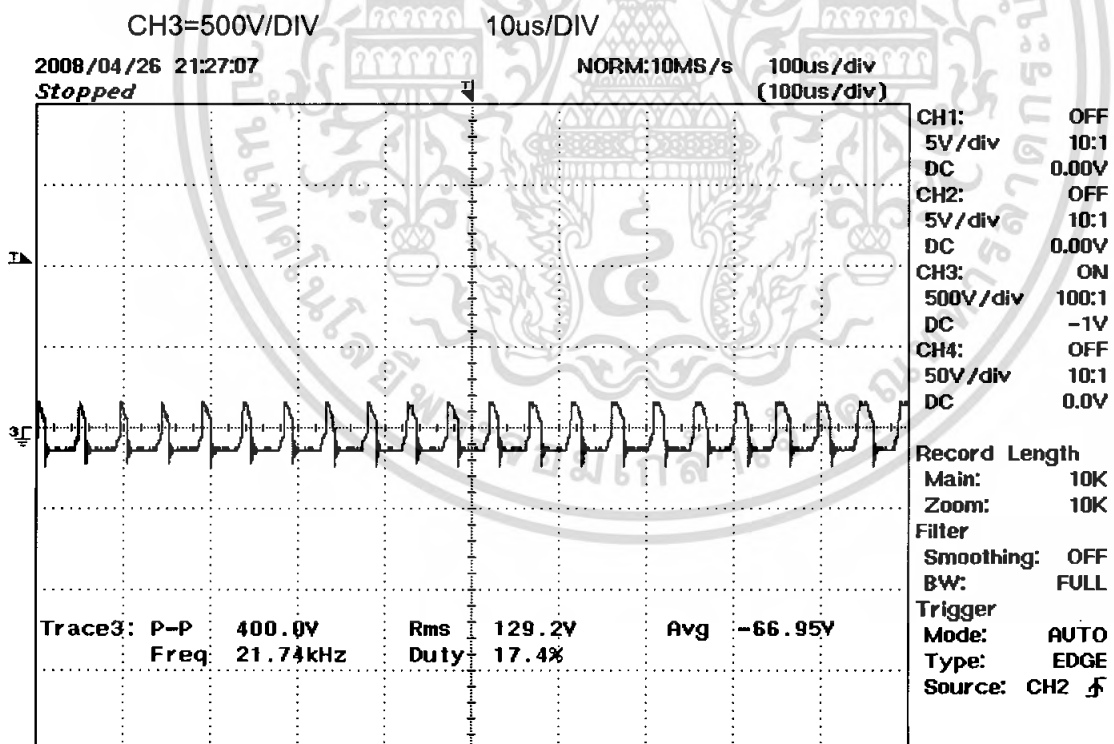 CH3=500V/DIV 10us/DIV
2008/04/26 21:27:07 NORM:10MS/s 100us/div
Stopped (100us/div)
CH1: OFF
5V/div 10:1
DC 0.00V
CH2: OFF
5V/div 10:1
DC 0.00V
CH3: ON
500V/div 100:1
DC -1V
CH4: OFF
50V/div 10:1
DC 0.0V
Record Length
Main: 10K
Zoom: 10K
Filter
Smoothing: OFF
BW: FULL
Trigger
Mode: AUTO
Type: EDGE
Source: CH2
Trace3: P-P 400.0V Rms 129.2V Avg -66.95V
Freq 21.74kHz Duty 17.4%